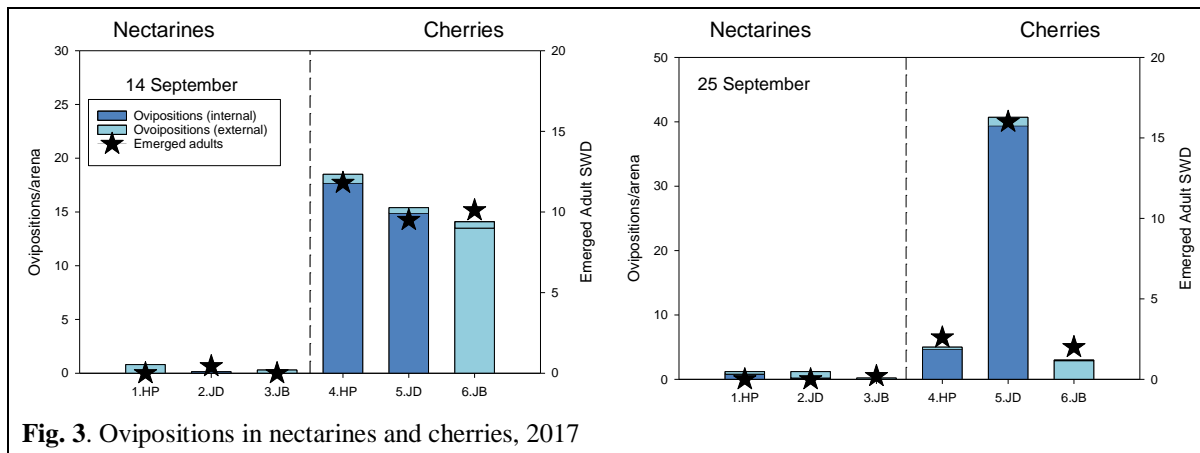 Nectarines Cherries
30
25
20
15
10
5
0
Ovipositions/arena
14 September
Ovipositions (internal)
Ovoipositions (external)
Emerged adults
20
15
10
5
0
Emerged Adult SWD
1.HP 2.JD 3.JB 4.HP 5.JD 6.JB
Nectarines Cherries
50
40
30
20
10
0
Ovipositions/arena
25 September
20
15
10
5
0
Emerged Adult SWD
1.HP 2.JD 3.JB 4.HP 5.JD 6.JB
Fig. 3. Ovipositions in nectarines and cherries, 2017